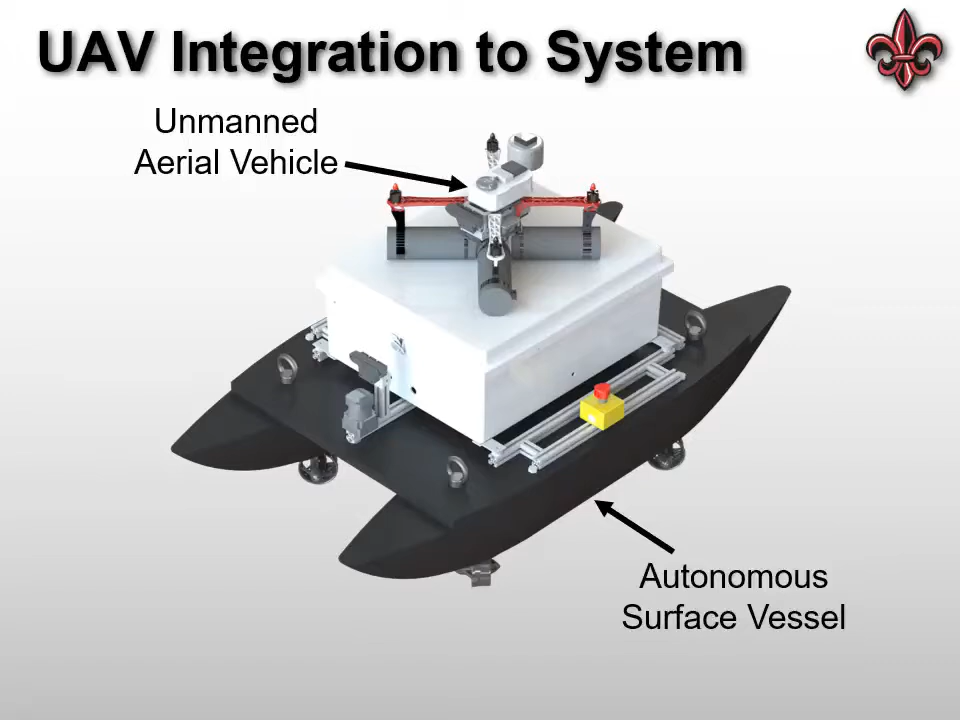 UAV Integration to System
Unmanned
Aerial Vehicle
Autonomous
Surface Vessel